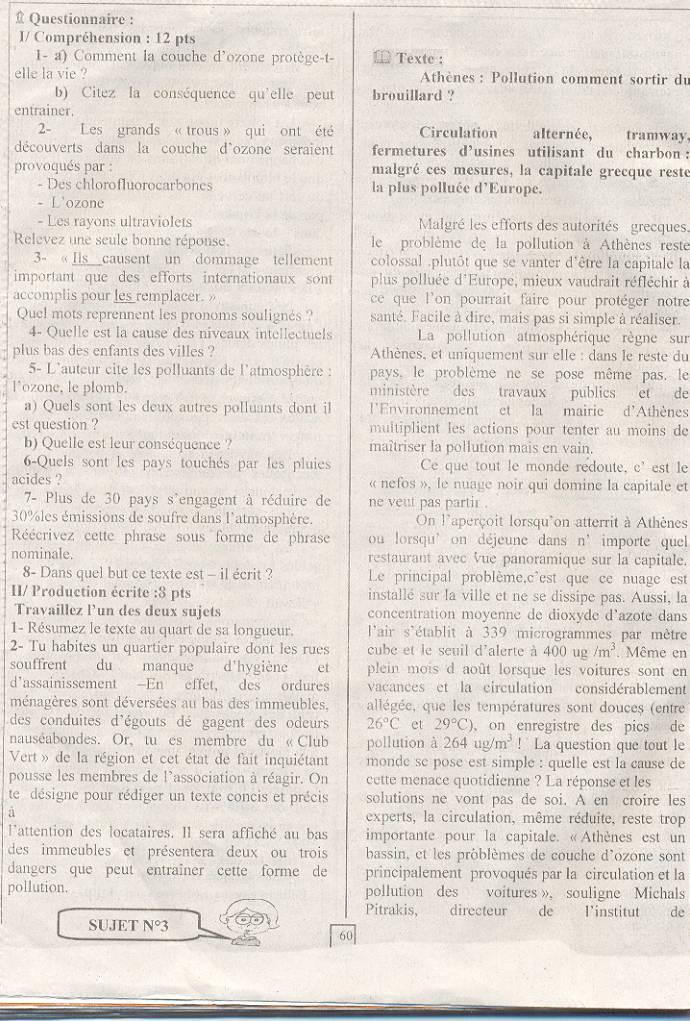 Questionnaire :
I/ Compréhension : 12 pts
1- a) Comment la couche d'ozone protège-t-
elle la vie ?
b) Citez la conséquence qu'elle peut
entrainer.
2- Les grands « trous » qui ont été
découverts dans la couche d'ozone seraient
provoqués par :
- Des chlorofluorocarbones
- L'ozone
- Les rayons ultraviolets
Relevez une seule bonne réponse.
3- « Ils causent un dommage tellement
important que des efforts internationaux sont
accomplis pour les remplacer. »
Quel mots reprennent les pronoms soulignés ?
4- Quelle est la cause des niveaux intellectuels
plus bas des enfants des villes ?
5- L'auteur cite les polluants de l'atmosphère :
l'ozone, le plomb.
a) Quels sont les deux autres polluants dont il
est question ?
b) Quelle est leur conséquence ?
6-Quels sont les pays touchés par les pluies
acides ?
7- Plus de 30 pays s'engagent à réduire de
30%les émissions de soufre dans l'atmosphère.
Réécrivez cette phrase sous forme de phrase
nominale.
8- Dans quel but ce texte est – il écrit ?
II/ Production écrite :8 pts
Travaillez l'un des deux sujets
1- Résumez le texte au quart de sa longueur.
2- Tu habites un quartier populaire dont les rues
souffrent du manque d'hygiène et
d'assainissement –En effet, des ordures
ménagères sont déversées au bas des immeubles,
des conduites d'égouts dé gagent des odeurs
nauséabondes. Or, tu es membre du « Club
Vert » de la région et cet état de fait inquiétant
pousse les membres de l'association à réagir. On
te désigne pour rédiger un texte concis et précis
à
l'attention des locataires. Il sera affiché au bas
des immeubles et présentera deux ou trois
dangers que peut entraîner cette forme de
pollution.
SUJET N°3
60
Texte :
Athènes : Pollution comment sortir du
brouillard ?
Circulation alternée, tramway,
fermetures d'usines utilisant du charbon :
malgré ces mesures, la capitale grecque reste
la plus polluée d'Europe.
Malgré les efforts des autorités grecques,
le problème de la pollution à Athènes reste
colossal .plutôt que se vanter d'être la capitale la
plus polluée d'Europe, mieux vaudrait réfléchir à
ce que l'on pourrait faire pour protéger notre
santé. Facile à dire, mais pas si simple à réaliser.
La pollution atmosphérique règne sur
Athènes, et uniquement sur elle : dans le reste du
pays, le problème ne se pose même pas. le
ministère des travaux publics et de
l'Environnement et la mairie d'Athènes
multiplient les actions pour tenter au moins de
maîtriser la pollution mais en vain.
Ce que tout le monde redoute, c' est le
« nefos », le nuage noir qui domine la capitale et
ne veut pas partir .
On l'aperçoit lorsqu'on atterrit à Athènes
ou lorsqu' on déjeune dans n' importe quel
restaurant avec vue panoramique sur la capitale.
Le principal problème,c'est que ce nuage est
installé sur la ville et ne se dissipe pas. Aussi, la
concentration moyenne de dioxyde d'azote dans
l'air s'établit à 339 microgrammes par mètre
cube et le seuil d'alerte à 400 ug /m³. Même en
plein mois d août lorsque les voitures sont en
vacances et la circulation considérablement
allégée, que les températures sont douces (entre
26°C et 29°C), on enregistre des pics de
pollution à 264 ug/m³ ! La question que tout le
monde se pose est simple : quelle est la cause de
cette menace quotidienne ? La réponse et les
solutions ne vont pas de soi. A en croire les
experts, la circulation, même réduite, reste trop
importante pour la capitale. « Athènes est un
bassin, et les problèmes de couche d'ozone sont
principalement provoqués par la circulation et la
pollution des voitures », souligne Michals
Pitrakis, directeur de l'institut de